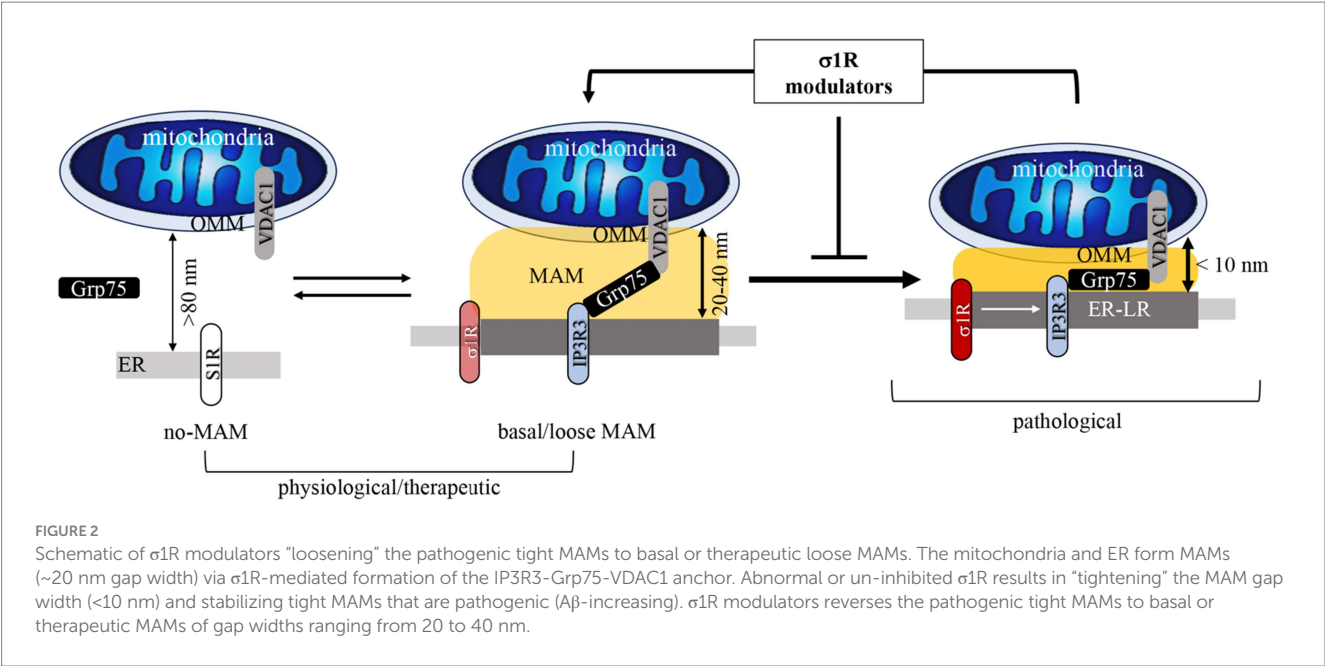 σ1R
modulators
mitochondria
OMM
VDAC1
Grp75
>80 nm
ER
S1R
no-MAM
mitochondria
OMM
VDAC1
MAM
Grp75
20-40 nm
σ1R
IP3R3
basal/loose MAM
physiological/therapeutic
mitochondria
OMM
VDAC1
< 10 nm
Grp75
σ1R
IP3R3
ER-LR
pathological
FIGURE 2
Schematic of σ1R modulators “loosening” the pathogenic tight MAMs to basal or therapeutic loose MAMs. The mitochondria and ER form MAMs
(~20 nm gap width) via σ1R-mediated formation of the IP3R3-Grp75-VDAC1 anchor. Abnormal or un-inhibited σ1R results in “tightening” the MAM gap
width (<10 nm) and stabilizing tight MAMs that are pathogenic (Aβ-increasing). σ1R modulators reverses the pathogenic tight MAMs to basal or
therapeutic MAMs of gap widths ranging from 20 to 40 nm.